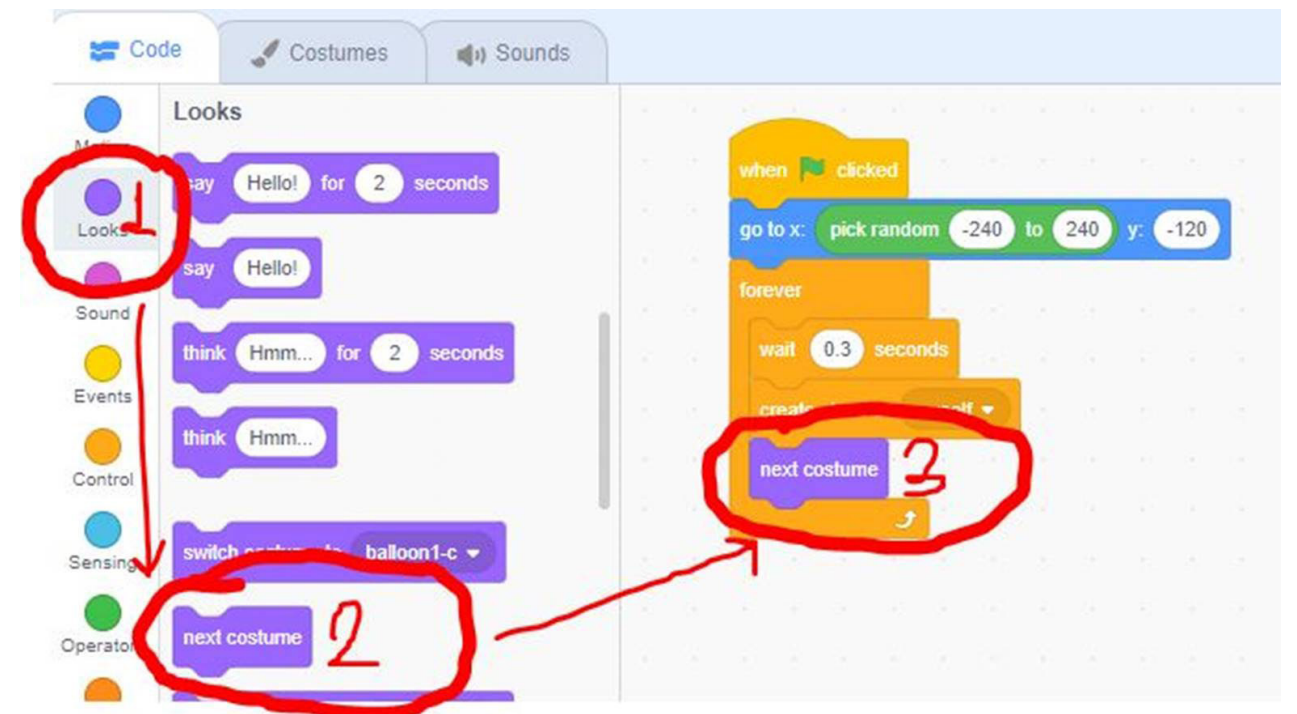 Code Costumes Sounds
Looks
Looks
Sound
Events
Control
Sensing
Operator
1
say Hello! for 2 seconds
say Hello!
think Hmm... for 2 seconds
think Hmm...
switch balloon1-c
next costume 2
when clicked
go to x: pick random -240 to 240 y: -120
forever
wait 0.3 seconds
next costume 3